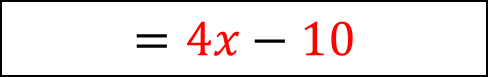 = 4x − 10